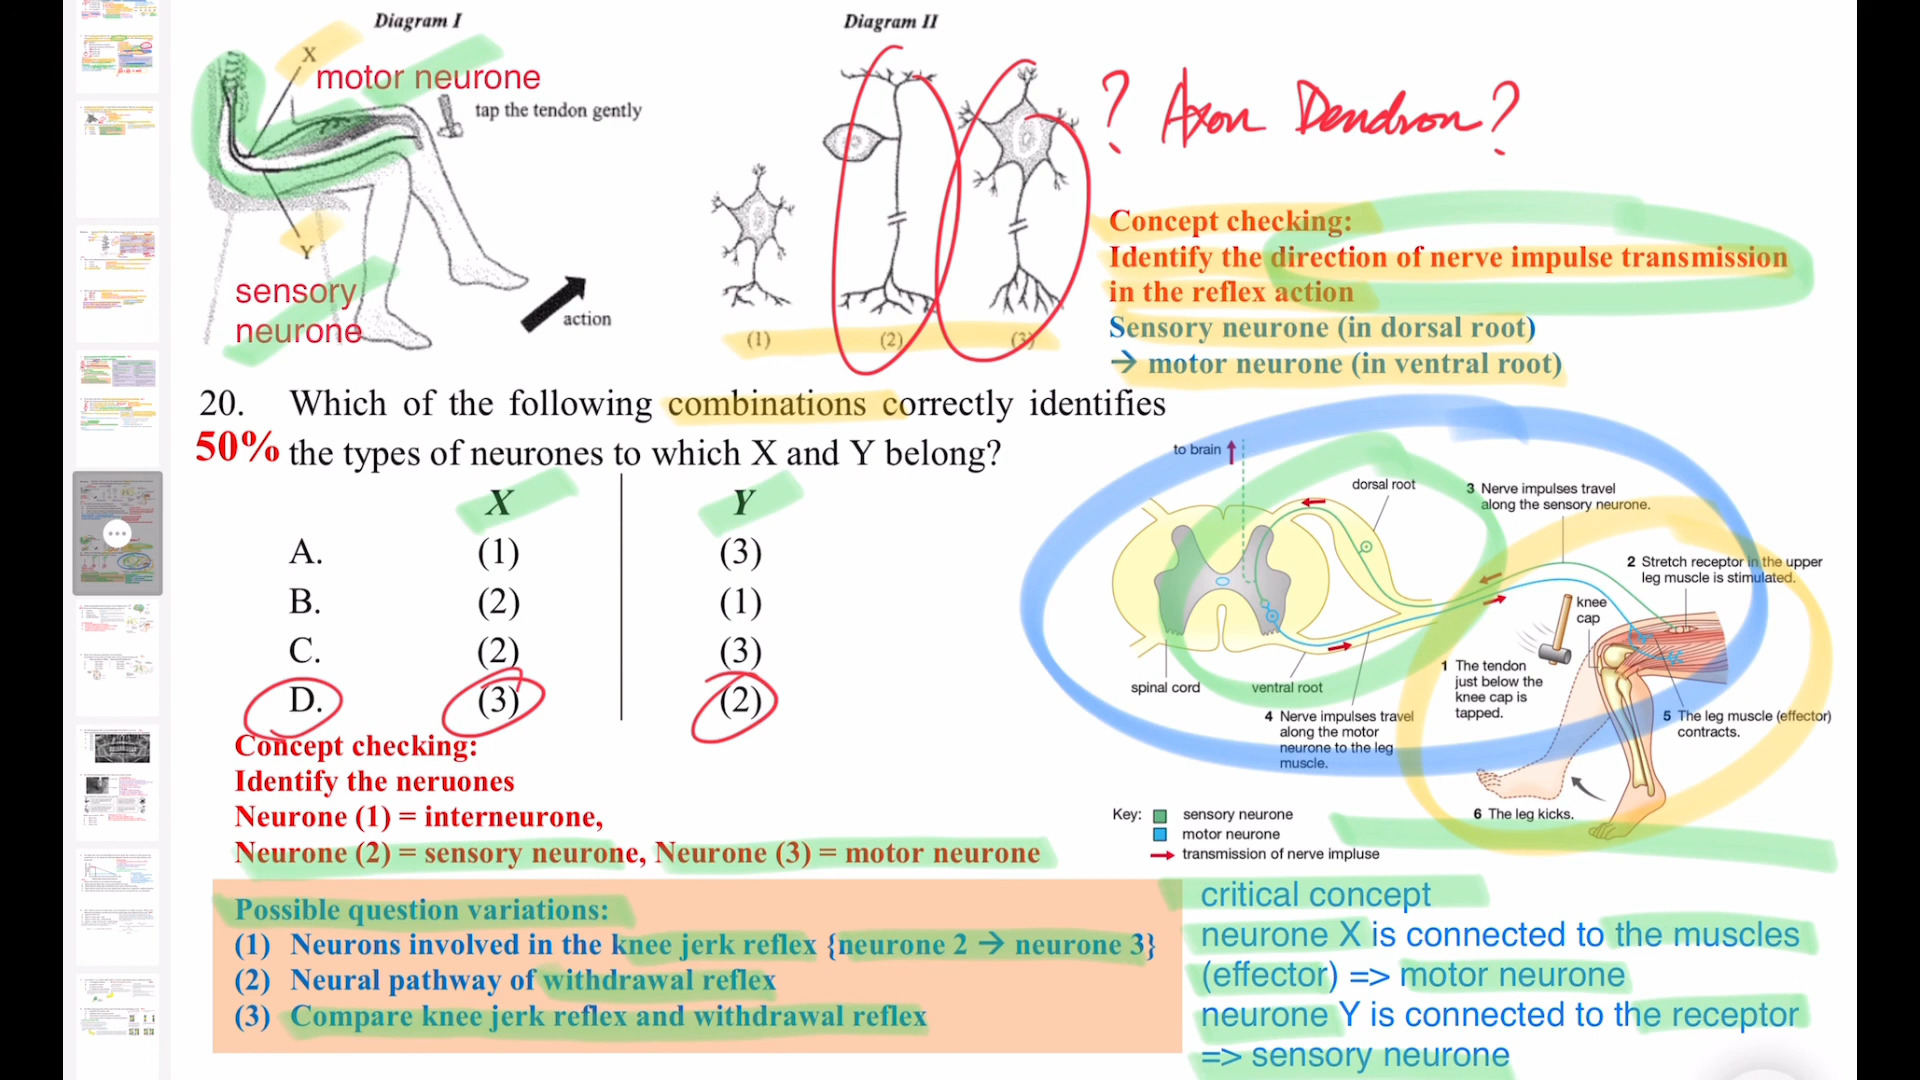 Diagram I
Diagram II
X
motor neurone
tap the tendon gently
? Axon Dendron?
Y
sensory
neurone
action
(1)
(2)
(3)
Concept checking:
Identify the direction of nerve impulse transmission
in the reflex action
Sensory neurone (in dorsal root)
→ motor neurone (in ventral root)
20. Which of the following combinations correctly identifies
50% the types of neurones to which X and Y belong?
X Y
A. (1) (3)
B. (2) (1)
C. (2) (3)
D. (3) (2)
Concept checking:
Identify the neruones
Neurone (1) = interneurone,
Neurone (2) = sensory neurone, Neurone (3) = motor neurone
to brain
dorsal root
3 Nerve impulses travel
along the sensory neurone.
2 Stretch receptor in the upper
leg muscle is stimulated.
knee
cap
1 The tendon
just below the
knee cap is
tapped.
spinal cord
ventral root
4 Nerve impulses travel
along the motor
neurone to the leg
muscle.
5 The leg muscle (effector)
contracts.
6 The leg kicks.
Key: sensory neurone
motor neurone
transmission of nerve impluse
Possible question variations:
(1) Neurons involved in the knee jerk reflex {neurone 2 → neurone 3}
(2) Neural pathway of withdrawal reflex
(3) Compare knee jerk reflex and withdrawal reflex
critical concept
neurone X is connected to the muscles
(effector) => motor neurone
neurone Y is connected to the receptor
=> sensory neurone